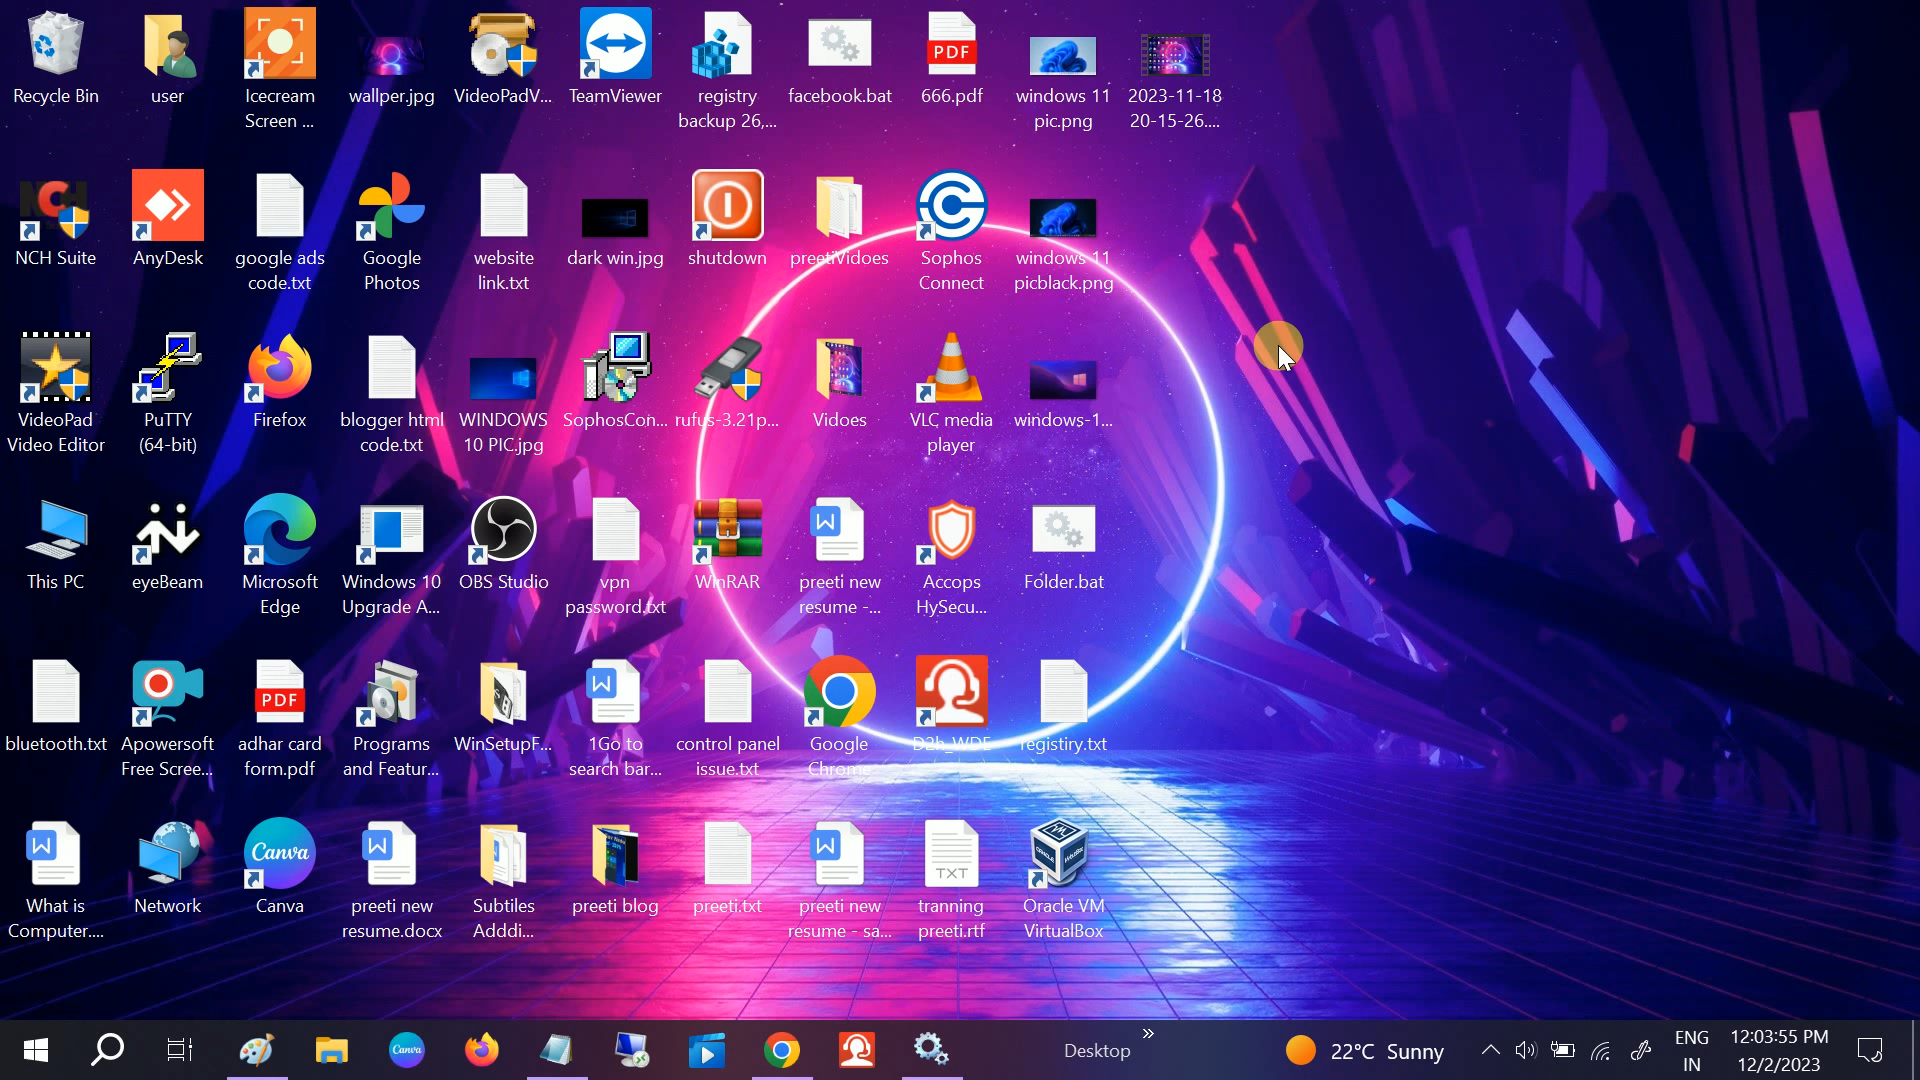 Recycle Bin
user
Icecream
Screen ...
wallper.jpg
VideoPadV...
TeamViewer
registry
backup 26,...
facebook.bat
PDF
666.pdf
windows 11
pic.png
2023-11-18
20-15-26....
NCH
NCH Suite
AnyDesk
google ads
code.txt
Google
Photos
website
link.txt
dark win.jpg
shutdown
preetiVidoes
Sophos
Connect
windows 11
picblack.png
VideoPad
Video Editor
PuTTY
(64-bit)
Firefox
blogger html
code.txt
WINDOWS
10 PIC.jpg
SophosCon...
rufus-3.21p...
Vidoes
VLC media
player
windows-1...
This PC
eyeBeam
Microsoft
Edge
Windows 10
Upgrade A...
OBS Studio
vpn
password.txt
WinRAR
W
preeti new
resume -...
Accops
HySecu...
Folder.bat
bluetooth.txt
Apowersoft
Free Scree...
PDF
adhar card
form.pdf
Programs
and Featur...
WinSetupF...
W
1Go to
search bar...
control panel
issue.txt
Google
Chrome
D2h_WDE
registiry.txt
W
What is
Computer....
Network
Canva
Canva
W
preeti new
resume.docx
Subtiles
Adddi...
preeti blog
preeti.txt
W
preeti new
resume - sa...
TXT
tranning
preeti.rtf
Oracle VM
VirtualBox
Canva
Desktop
22°C Sunny
ENG
IN
12:03:55 PM
12/2/2023